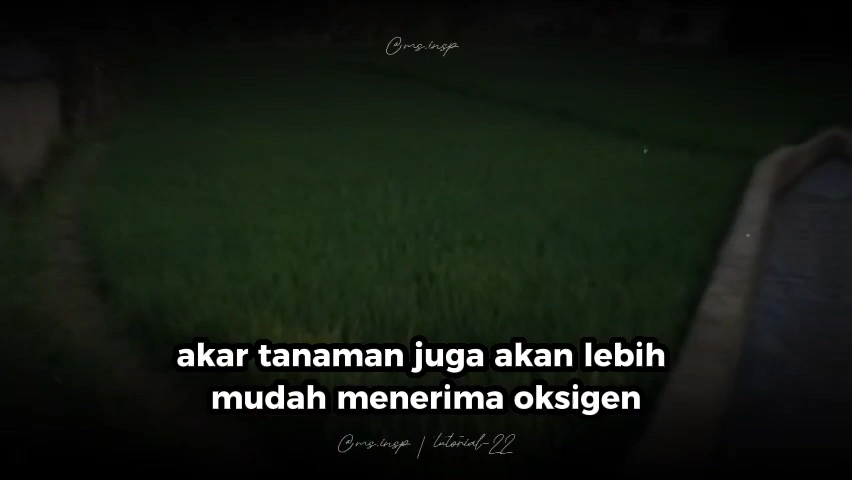 @ms.insp
akar tanaman juga akan lebih
mudah menerima oksigen
@ms.insp | tutorial-22